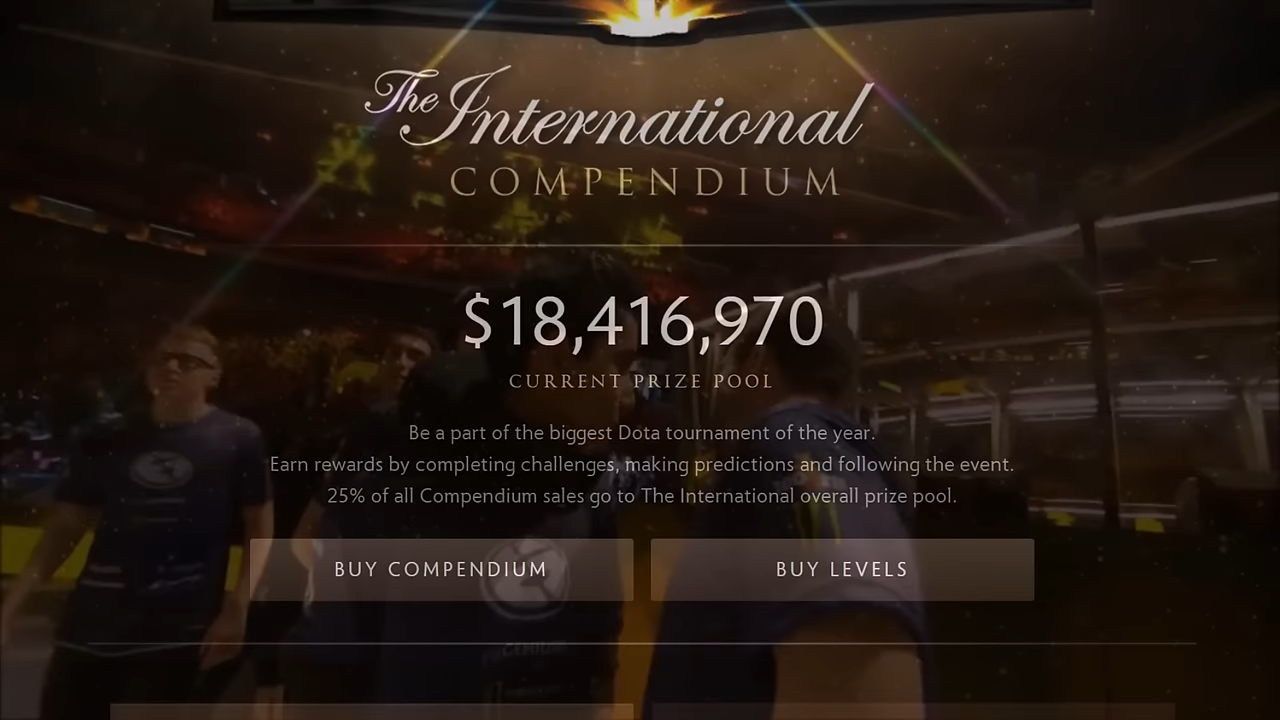 The International
COMPENDIUM
$18,416,970
CURRENT PRIZE POOL
Be a part of the biggest Dota tournament of the year.
Earn rewards by completing challenges, making predictions and following the event.
25% of all Compendium sales go to The International overall prize pool.
BUY COMPENDIUM
BUY LEVELS